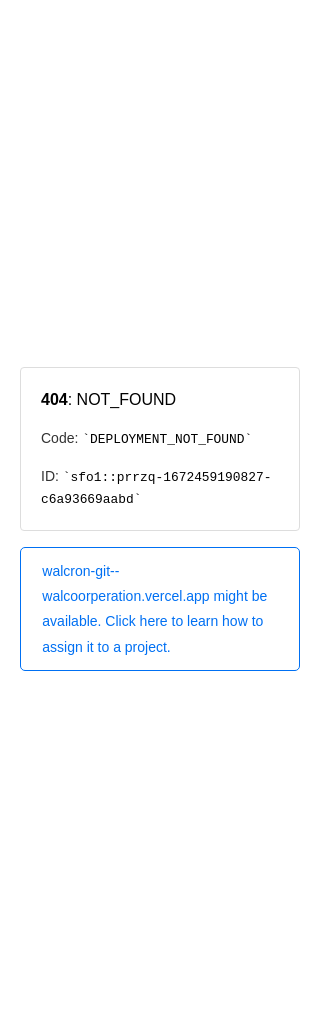 404: NOT_FOUND
Code: `DEPLOYMENT_NOT_FOUND`
ID: `sfo1::prrzq-1672459190827-
c6a93669aabd`
walcron-git--
walcoorperation.vercel.app might be
available. Click here to learn how to
assign it to a project.